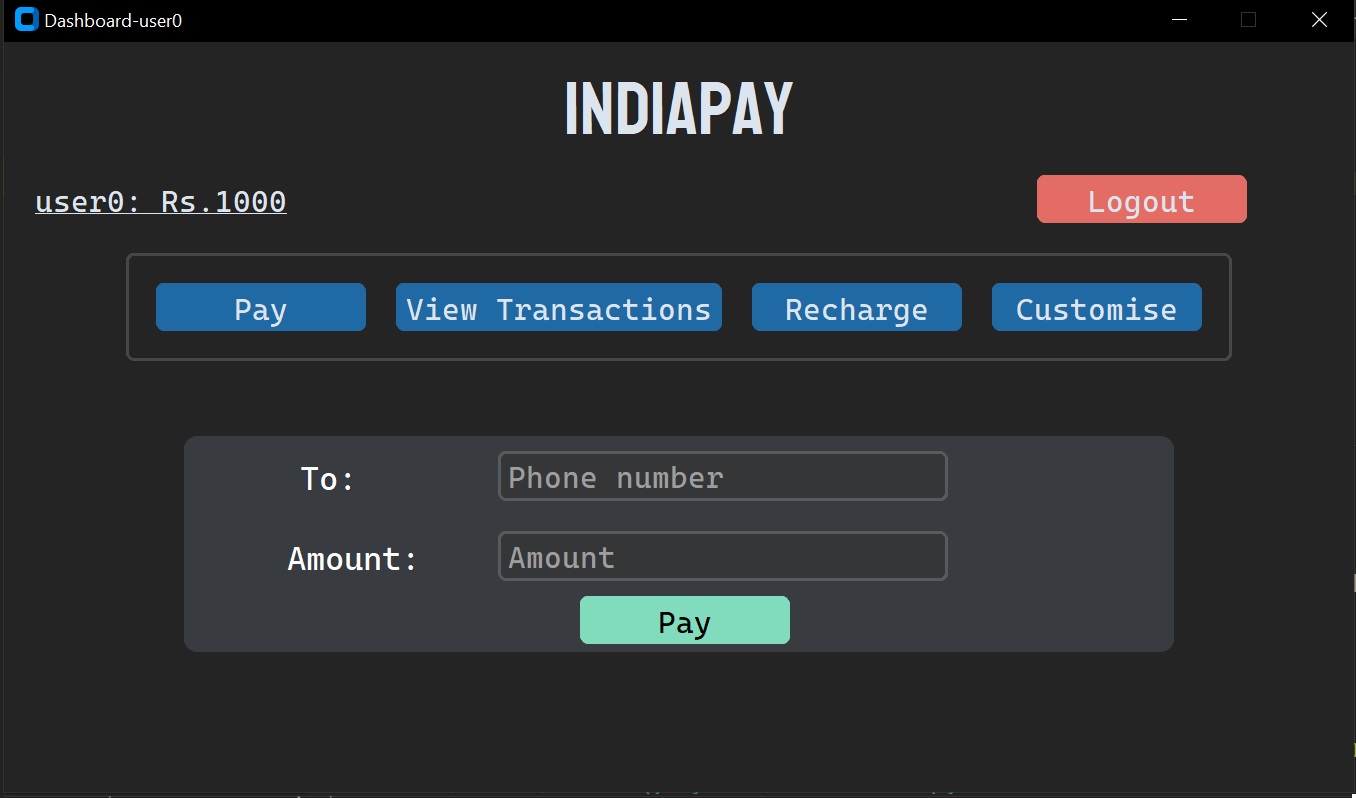 Dashboard-user0
INDIAPAY
user0: Rs.1000
Logout
Pay View Transactions Recharge Customise
To: Phone number
Amount: Amount
Pay